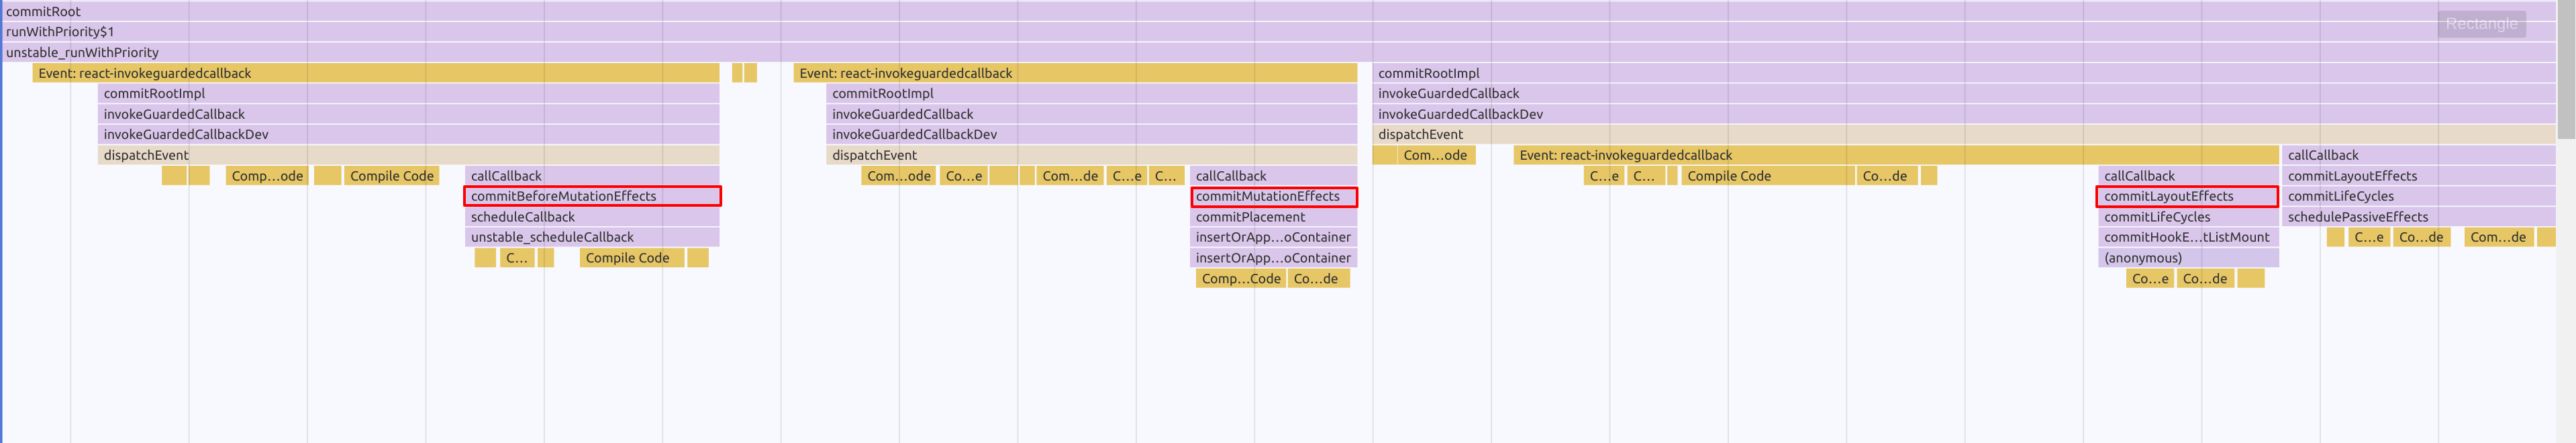 commitRoot
Rectangle
runWithPriority$1
unstable_runWithPriority
Event: react-invokeguardedcallback Event: react-invokeguardedcallback commitRootImpl
commitRootImpl commitRootImpl invokeGuardedCallback
invokeGuardedCallback invokeGuardedCallback invokeGuardedCallbackDev
invokeGuardedCallbackDev invokeGuardedCallbackDev dispatchEvent
dispatchEvent dispatchEvent Com…ode Event: react-invokeguardedcallback callCallback
Comp…ode Compile Code callCallback Com…ode Co…e Com…de C…e C… callCallback C…e C… Compile Code Co…de callCallback commitLayoutEffects
commitBeforeMutationEffects commitMutationEffects commitLayoutEffects commitLifeCycles
scheduleCallback commitPlacement commitLifeCycles schedulePassiveEffects
unstable_scheduleCallback insertOrApp…oContainer commitHookE…tListMount C…e Co…de Com…de
C… Compile Code insertOrApp…oContainer (anonymous)
Comp…Code Co…de Co…e Co…de